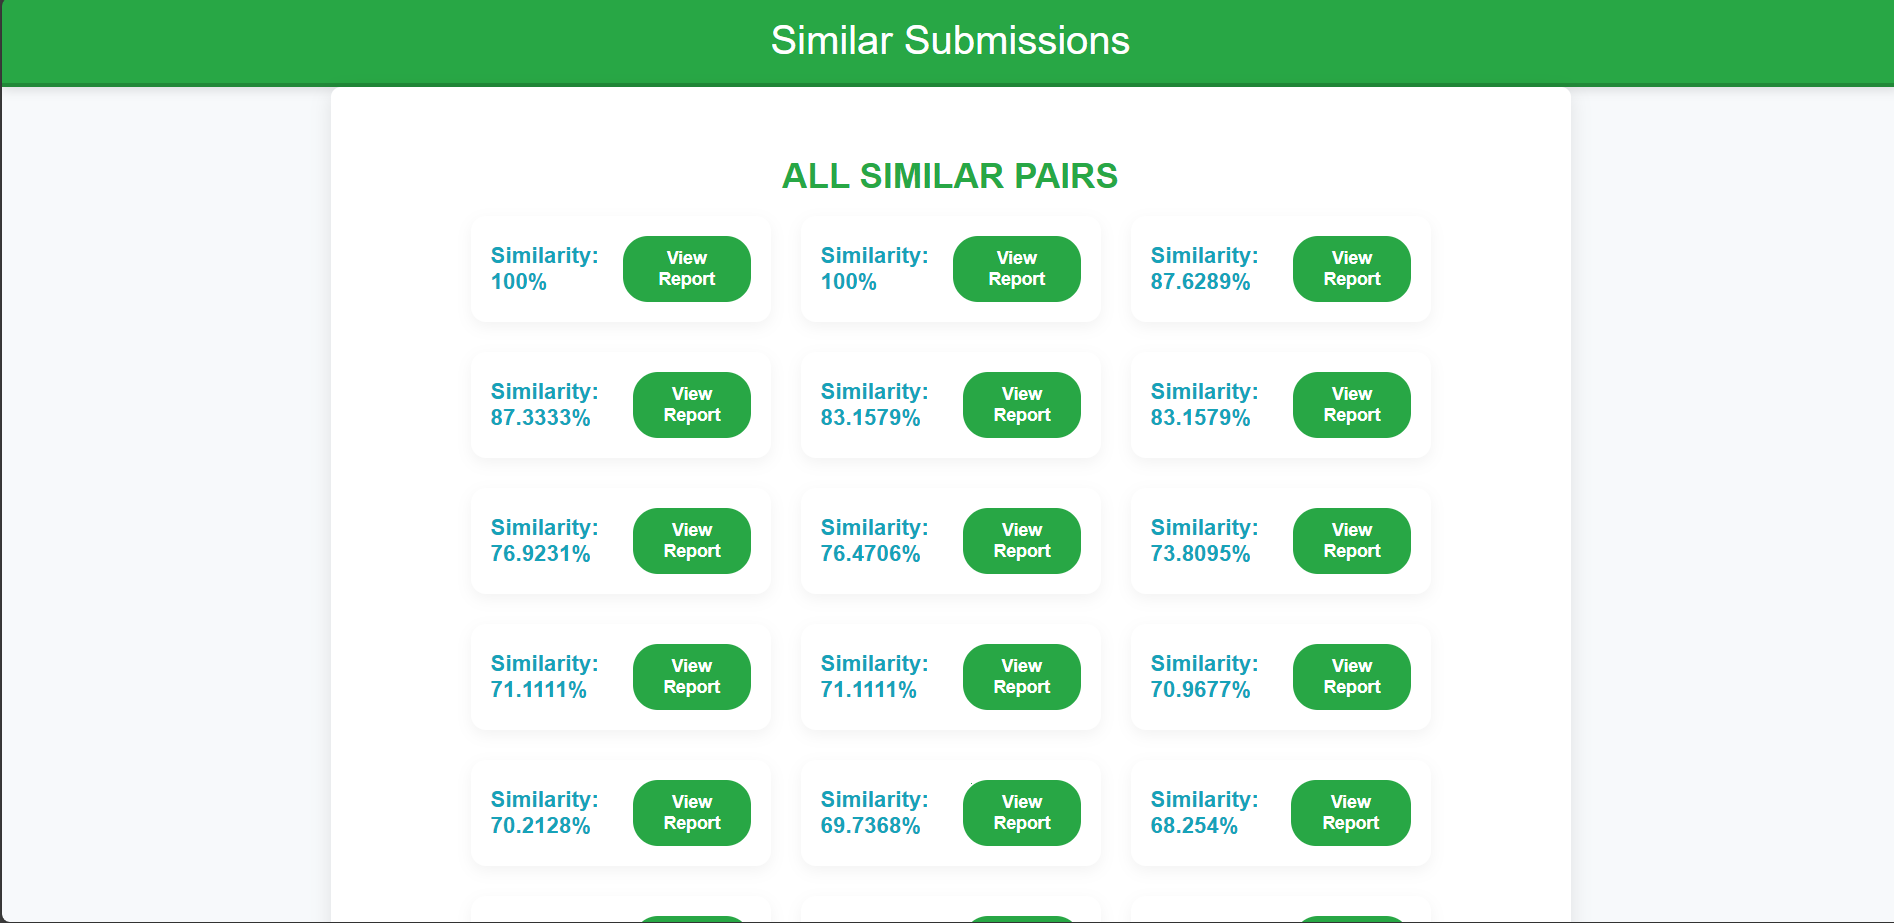 Similar Submissions
ALL SIMILAR PAIRS
Similarity:
100%
View
Report
Similarity:
100%
View
Report
Similarity:
87.6289%
View
Report
Similarity:
87.3333%
View
Report
Similarity:
83.1579%
View
Report
Similarity:
83.1579%
View
Report
Similarity:
76.9231%
View
Report
Similarity:
76.4706%
View
Report
Similarity:
73.8095%
View
Report
Similarity:
71.1111%
View
Report
Similarity:
71.1111%
View
Report
Similarity:
70.9677%
View
Report
Similarity:
70.2128%
View
Report
Similarity:
69.7368%
View
Report
Similarity:
68.254%
View
Report